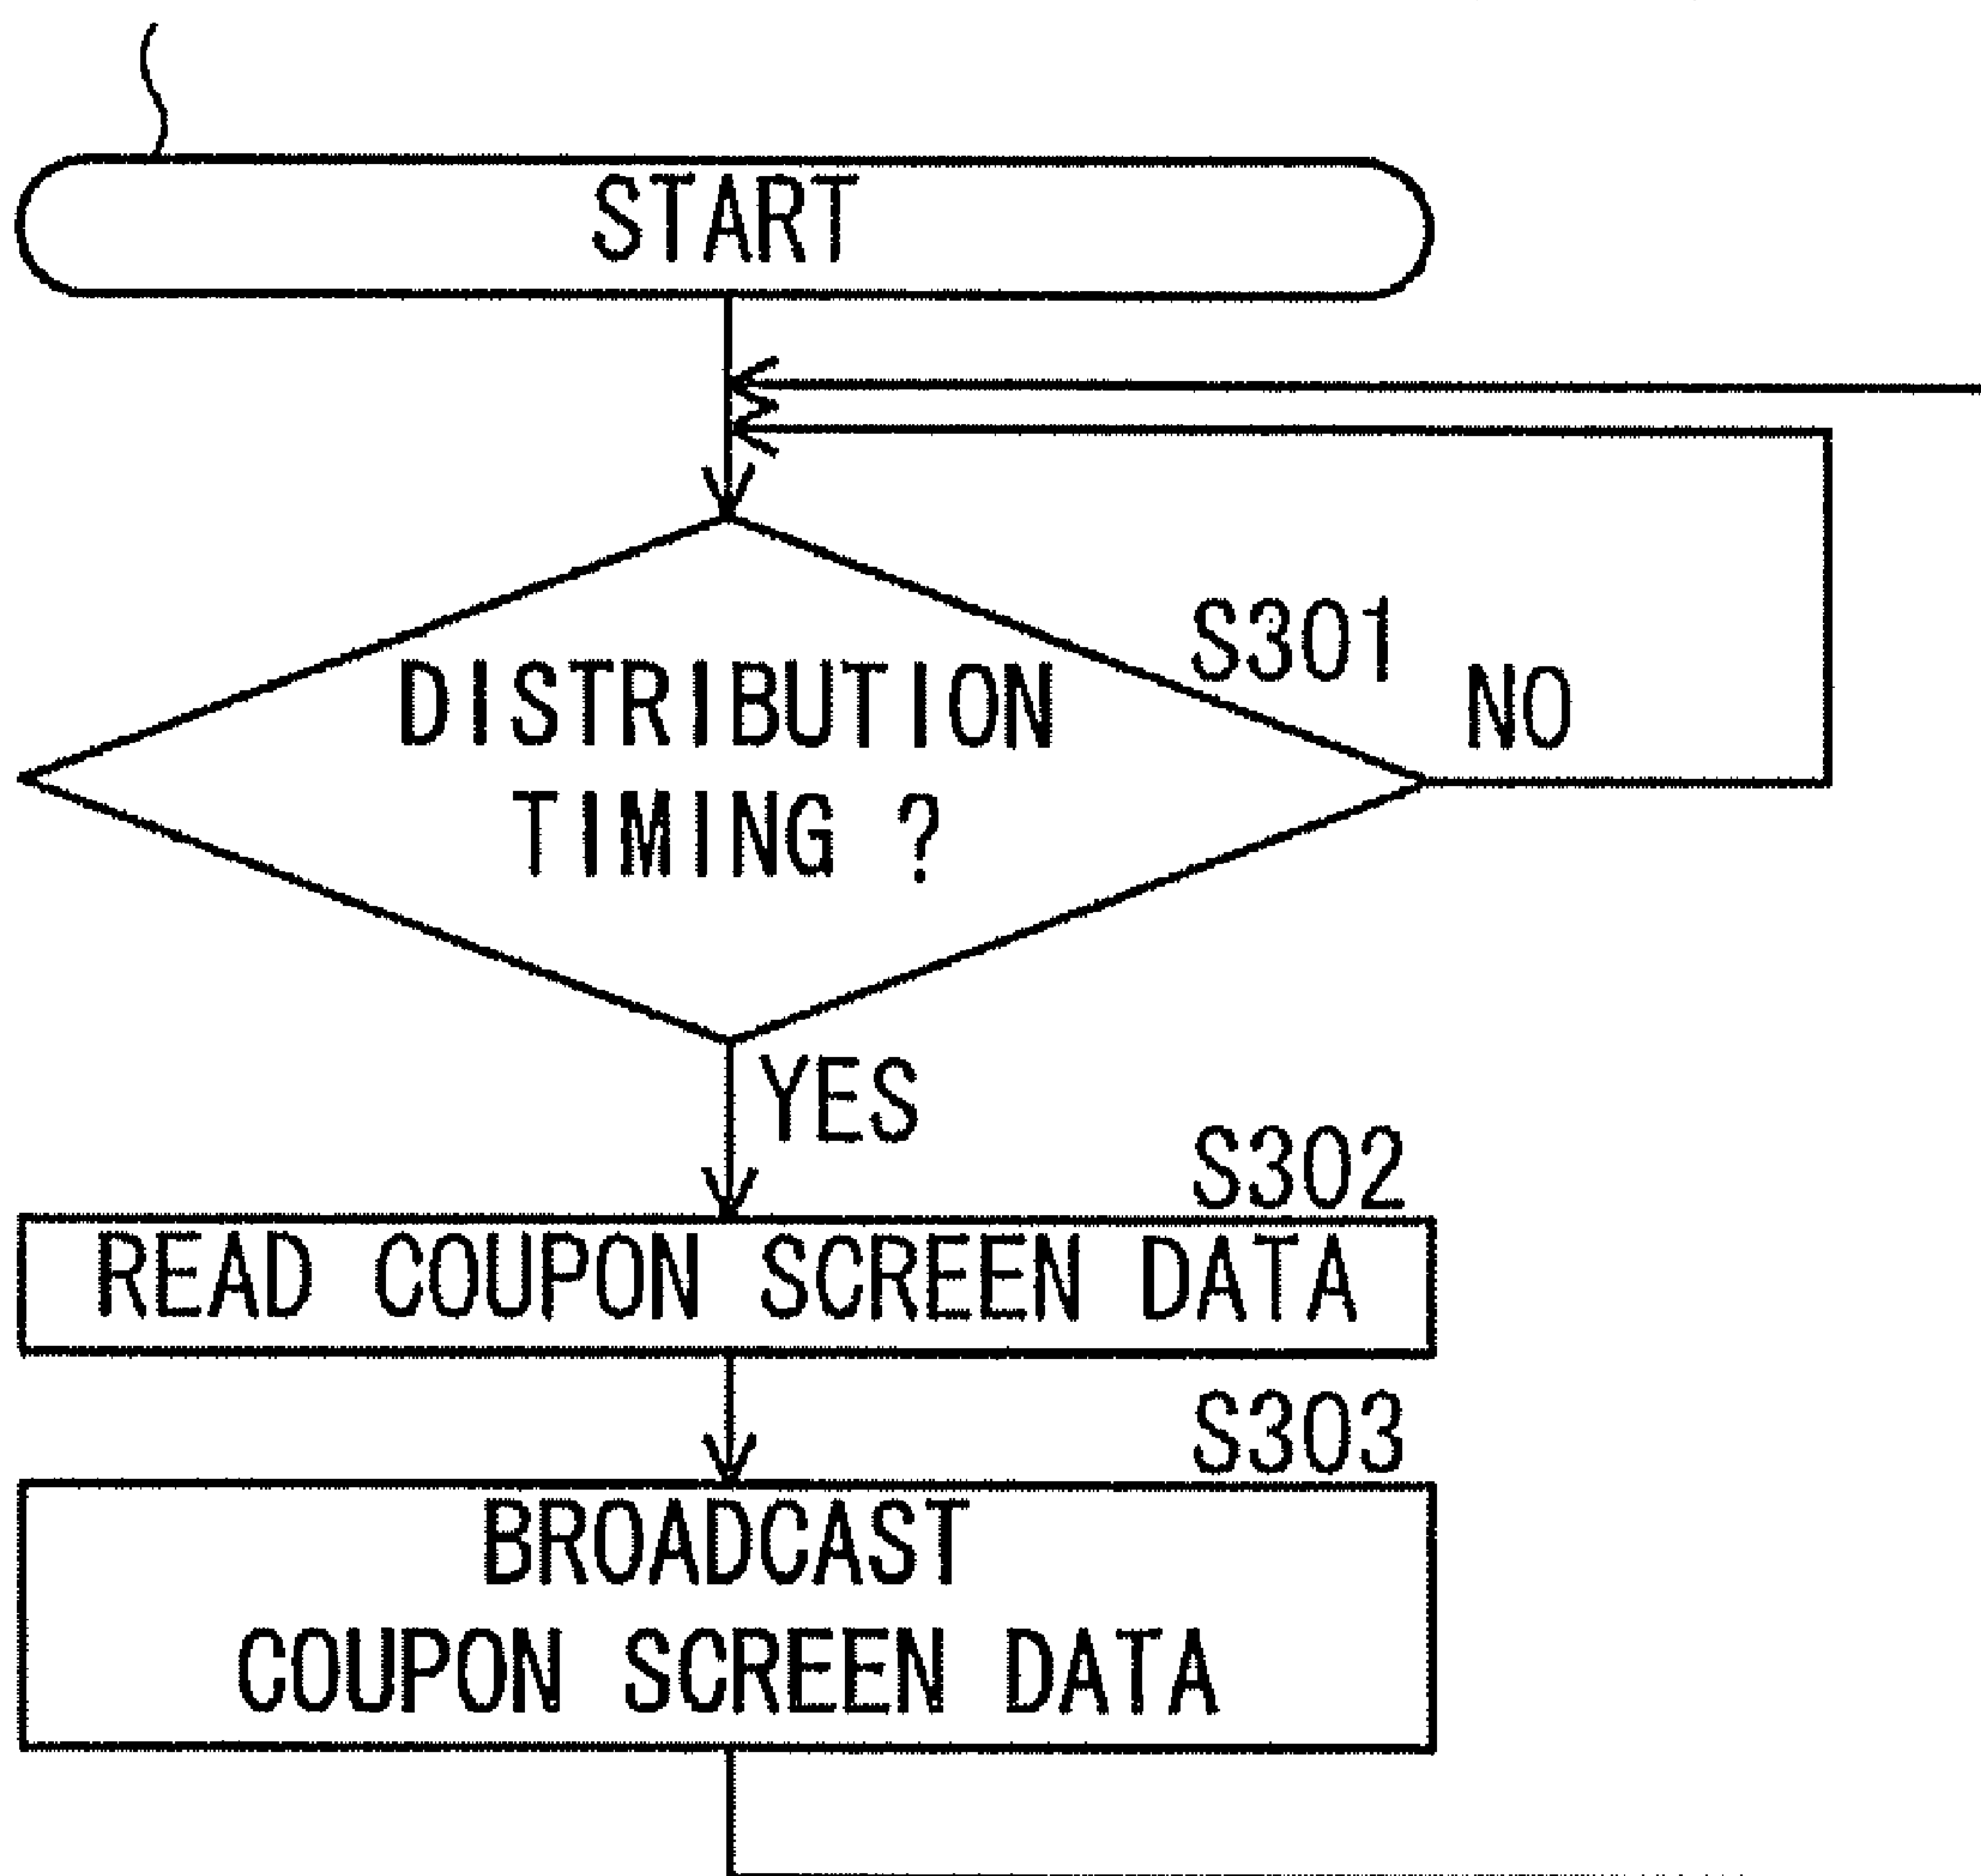 START
S301
DISTRIBUTION
TIMING ?
NO
YES
S302
READ COUPON SCREEN DATA
S303
BROADCAST
COUPON SCREEN DATA